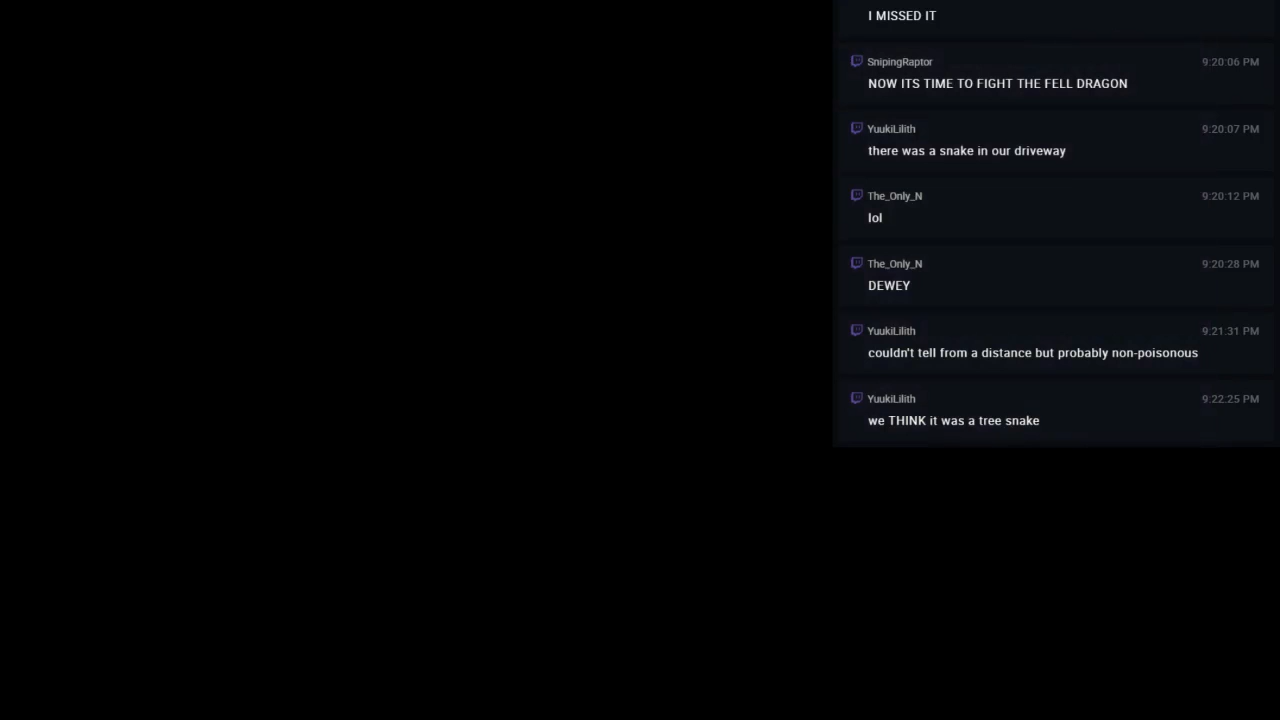 I MISSED IT
SnipingRaptor 9:20:06 PM
NOW ITS TIME TO FIGHT THE FELL DRAGON
YuukiLilith 9:20:07 PM
there was a snake in our driveway
The_Only_N 9:20:12 PM
lol
The_Only_N 9:20:28 PM
DEWEY
YuukiLilith 9:21:31 PM
couldn't tell from a distance but probably non-poisonous
YuukiLilith 9:22:25 PM
we THINK it was a tree snake